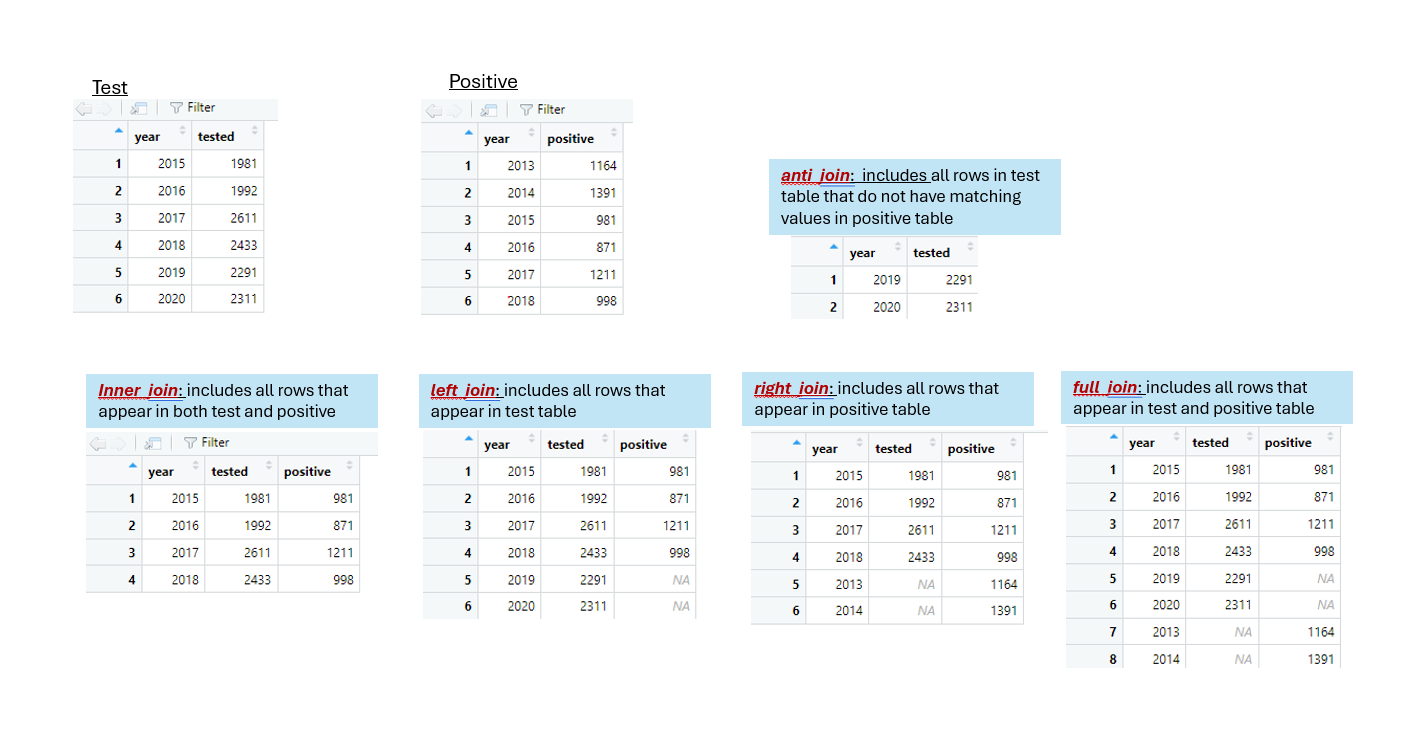 Test
Filter
year tested
1 2015 1981
2 2016 1992
3 2017 2611
4 2018 2433
5 2019 2291
6 2020 2311
Positive
Filter
year positive
1 2013 1164
2 2014 1391
3 2015 981
4 2016 871
5 2017 1211
6 2018 998
anti_join: includes all rows in test
table that do not have matching
values in positive table
year tested
1 2019 2291
2 2020 2311
Inner_join: includes all rows that
appear in both test and positive
Filter
year tested positive
1 2015 1981 981
2 2016 1992 871
3 2017 2611 1211
4 2018 2433 998
left_join: includes all rows that
appear in test table
year tested positive
1 2015 1981 981
2 2016 1992 871
3 2017 2611 1211
4 2018 2433 998
5 2019 2291 NA
6 2020 2311 NA
right_join: includes all rows that
appear in positive table
year tested positive
1 2015 1981 981
2 2016 1992 871
3 2017 2611 1211
4 2018 2433 998
5 2013 NA 1164
6 2014 NA 1391
full_join: includes all rows that
appear in test and positive table
year tested positive
1 2015 1981 981
2 2016 1992 871
3 2017 2611 1211
4 2018 2433 998
5 2019 2291 NA
6 2020 2311 NA
7 2013 NA 1164
8 2014 NA 1391